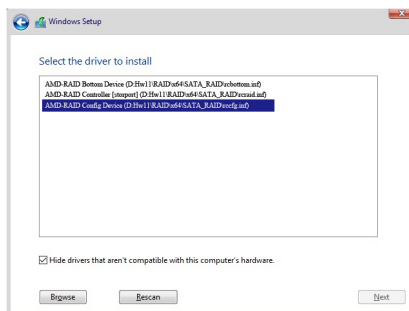 Windows Setup
Select the driver to install
AMD-RAID Bottom Device (D:Hw11\RAID\x64\SATA_RAID\rcbottom.inf)
AMD-RAID Controller [storport] (D:Hw11\RAID\x64\SATA_RAID\rcraid.inf)
AMD-RAID Config Device (D:Hw11\RAID\x64\SATA_RAID\rccfg.inf)
Hide drivers that aren't compatible with this computer's hardware.
Browse Rescan Next